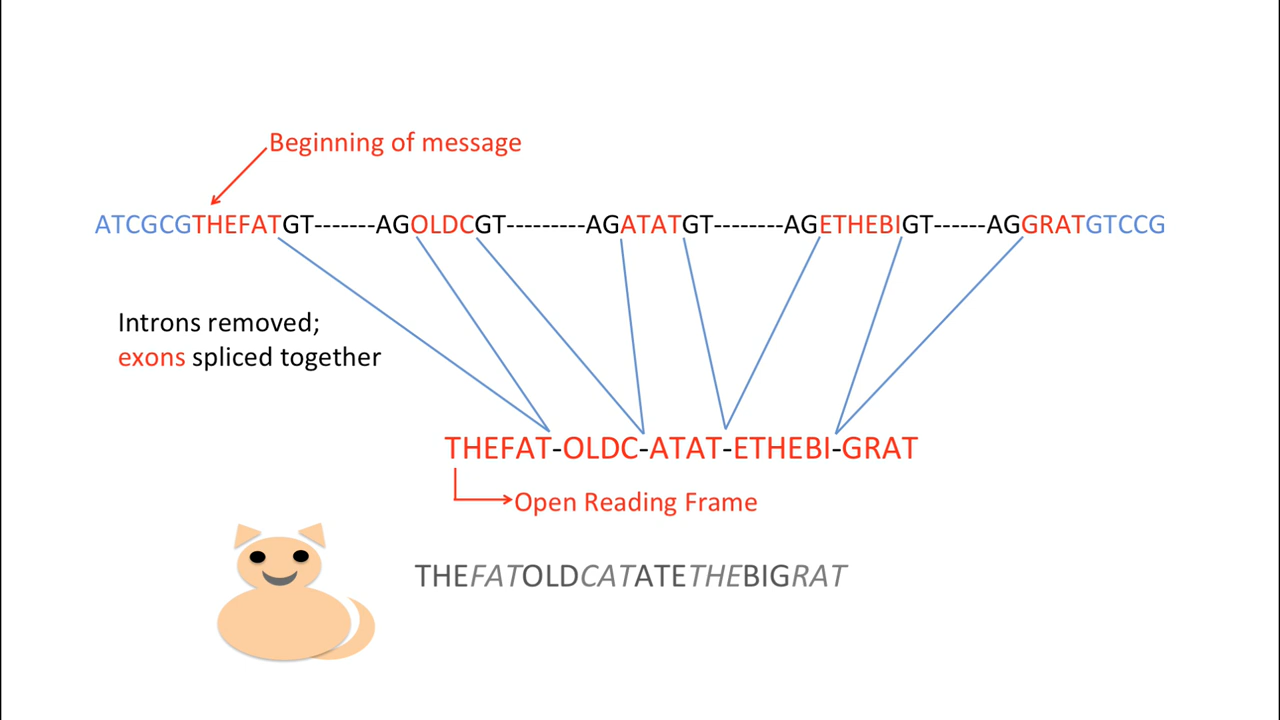 Beginning of message
ATCGCGTHEFATGT-------AGOLDCGT---------AGATATGT--------AGETHEBIGT------AGGRATGTCCG
Introns removed;
exons spliced together
THEFAT-OLDC-ATAT-ETHEBI-GRAT
Open Reading Frame
THEFATOLDCATATETHEBIGRAT